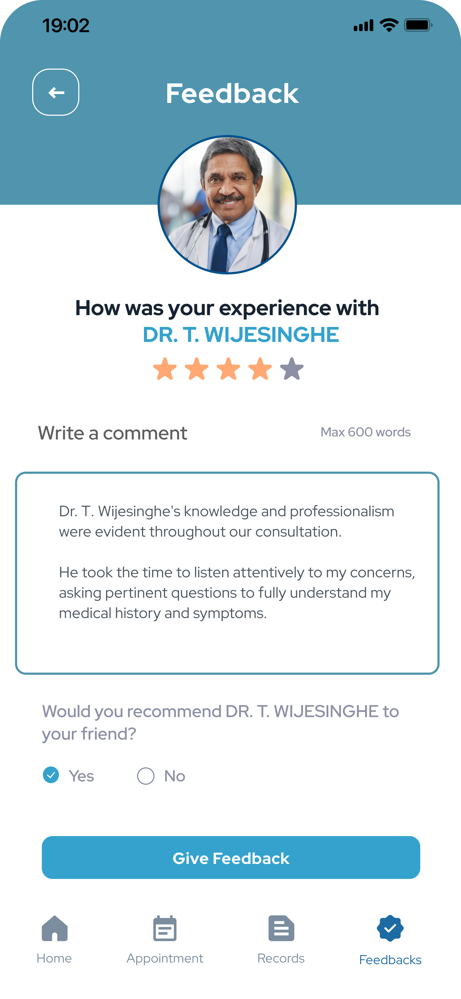 19:02
Feedback
How was your experience with
DR. T. WIJESINGHE
Write a comment
Max 600 words
Dr. T. Wijesinghe's knowledge and professionalism
were evident throughout our consultation.
He took the time to listen attentively to my concerns,
asking pertinent questions to fully understand my
medical history and symptoms.
Would you recommend DR. T. WIJESINGHE to
your friend?
Yes No
Give Feedback
Home Appointment Records Feedbacks